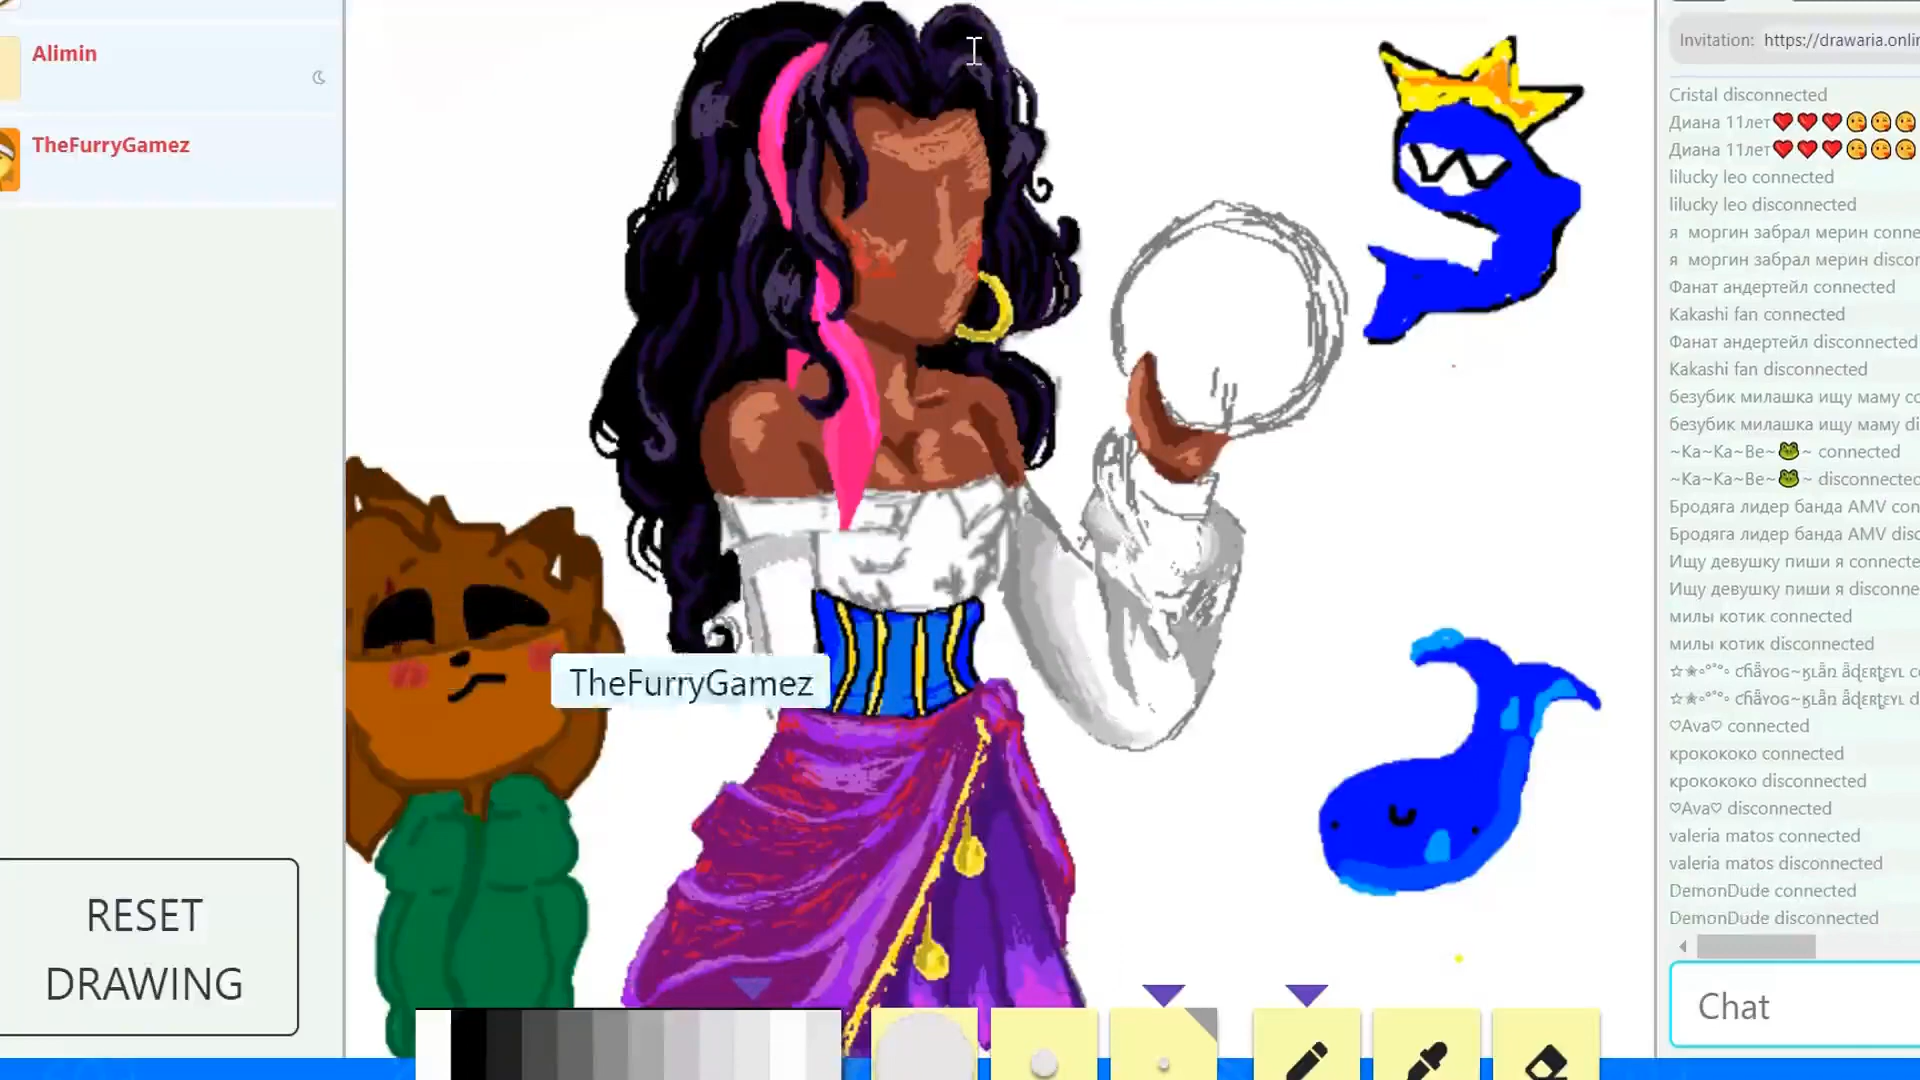 Alimin
TheFurryGamez
RESET
DRAWING
TheFurryGamez
Invitation: https://drawaria.onlin
Cristal disconnected
Диана 11лет❤️❤️❤️😘😘😘
Диана 11лет❤️❤️❤️😘😘😘
lilucky leo connected
lilucky leo disconnected
я моргин забрал мерин conne
я моргин забрал мерин discon
Фанат андертейл connected
Kakashi fan connected
Фанат андертейл disconnected
Kakashi fan disconnected
безубик милашка ищу маму co
безубик милашка ищу маму di
~Ka~Ka~Be~🐸~ connected
~Ka~Ka~Be~🐸~ disconnected
Бродяга лидер банда AMV con
Бродяга лидер банда AMV disc
Ищу девушку пиши я connecte
Ищу девушку пиши я disconne
милы котик connected
милы котик disconnected
♡Ava♡ connected
крокококо connected
крокококо disconnected
♡Ava♡ disconnected
valeria matos connected
valeria matos disconnected
DemonDude connected
DemonDude disconnected
Chat